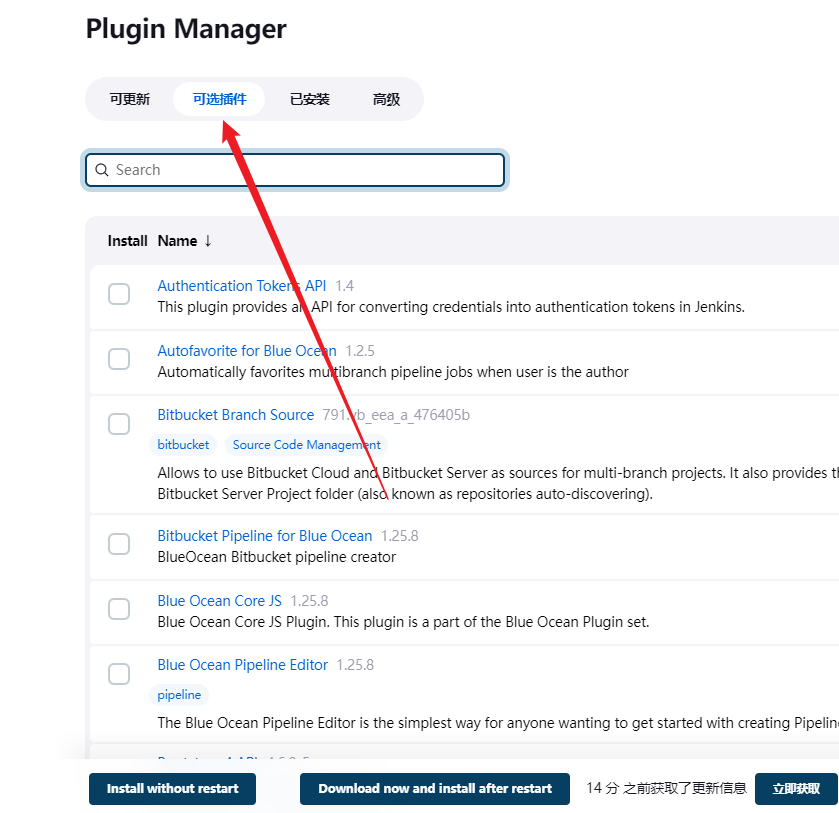 Plugin Manager
可更新 可选插件 已安装 高级
Search
Install Name ↓
Authentication Tokens API 1.4
This plugin provides an API for converting credentials into authentication tokens in Jenkins.
Autofavorite for Blue Ocean 1.2.5
Automatically favorites multibranch pipeline jobs when user is the author
Bitbucket Branch Source 791.vb_eea_a_476405b
bitbucket Source Code Management
Allows to use Bitbucket Cloud and Bitbucket Server as sources for multi-branch projects. It also provides th
Bitbucket Server Project folder (also known as repositories auto-discovering).
Bitbucket Pipeline for Blue Ocean 1.25.8
BlueOcean Bitbucket pipeline creator
Blue Ocean Core JS 1.25.8
Blue Ocean Core JS Plugin. This plugin is a part of the Blue Ocean Plugin set.
Blue Ocean Pipeline Editor 1.25.8
pipeline
The Blue Ocean Pipeline Editor is the simplest way for anyone wanting to get started with creating Pipelin
Install without restart Download now and install after restart 14 分 之前获取了更新信息 立即获取